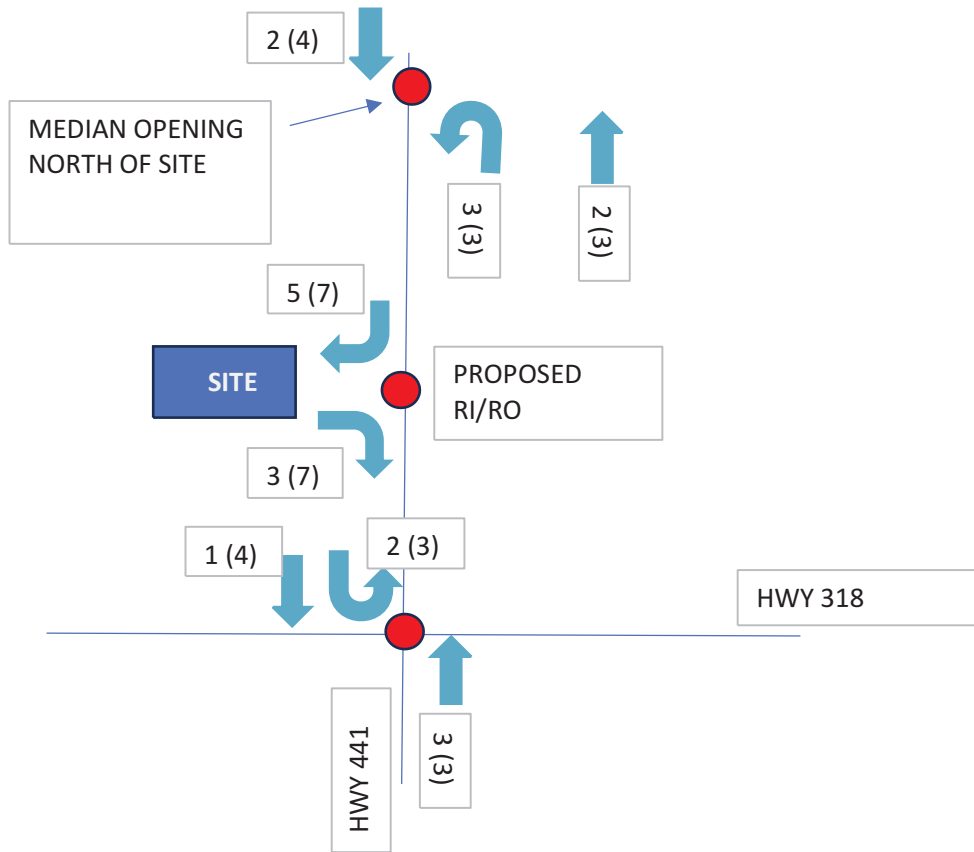 2 (4)
MEDIAN OPENING
NORTH OF SITE
3 (3)
2 (3)
5 (7)
SITE
PROPOSED
RI/RO
3 (7)
1 (4)
2 (3)
HWY 318
HWY 441
3 (3)